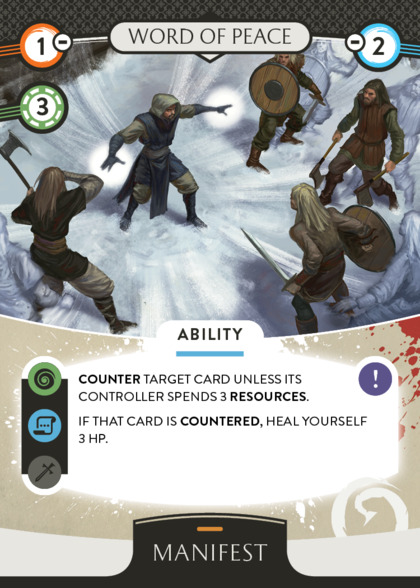 WORD OF PEACE
1
2
3
ABILITY
COUNTER TARGET CARD UNLESS ITS
CONTROLLER SPENDS 3 RESOURCES.
!
IF THAT CARD IS COUNTERED, HEAL YOURSELF
3 HP.
MANIFEST